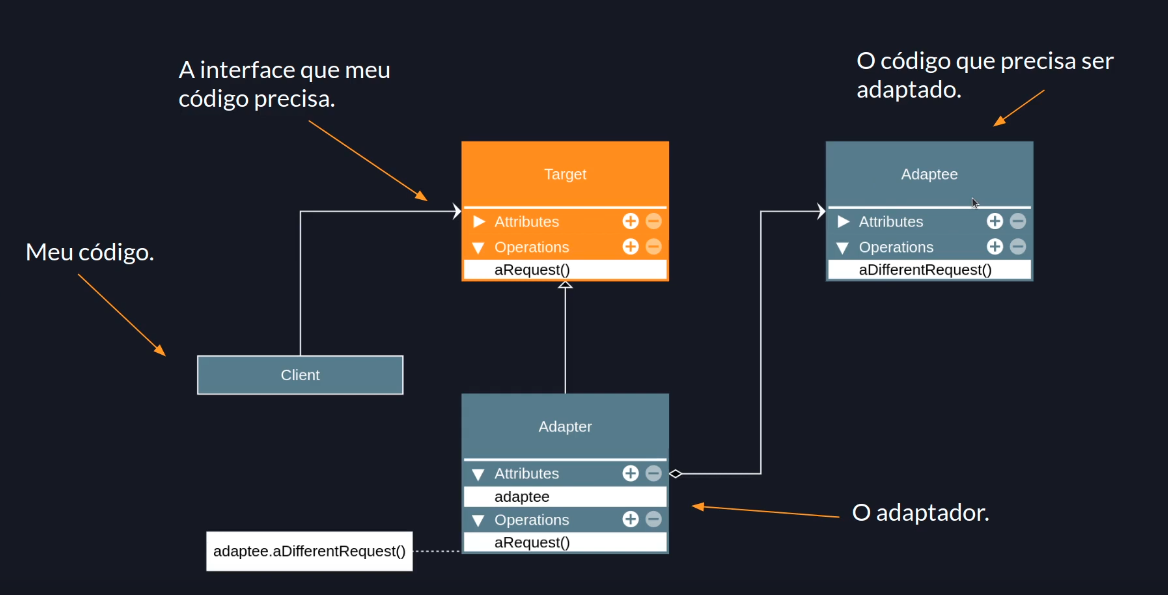 A interface que meu
código precisa.
O código que precisa ser
adaptado.
Target
Attributes
Operations
aRequest()
Adaptee
Attributes
Operations
aDifferentRequest()
Meu código.
Client
Adapter
Attributes
adaptee
Operations
aRequest()
O adaptador.
adaptee.aDifferentRequest()